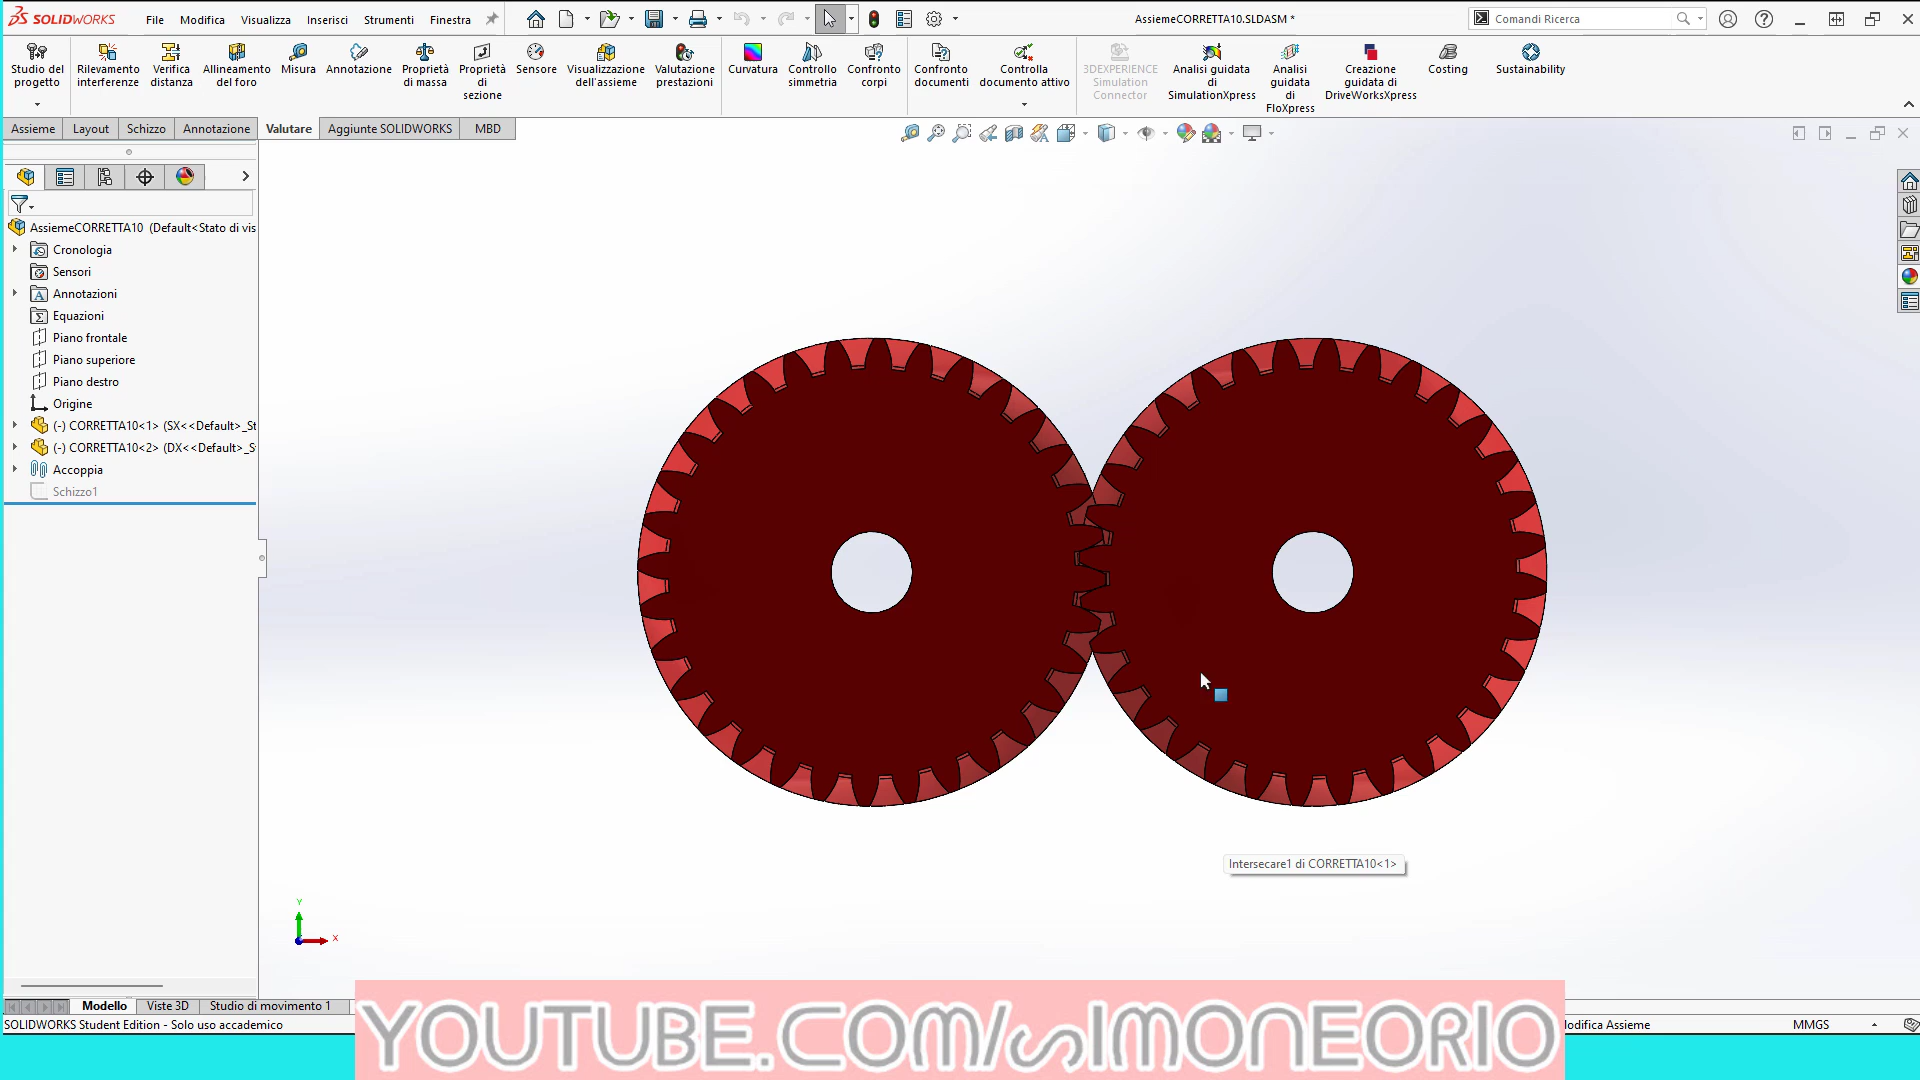 SOLIDWORKS File Modifica Visualizza Inserisci Strumenti Finestra AssiemeCORRETTA10.SLDASM * Comandi Ricerca
Studio del progetto
Rilevamento interferenze
Verifica distanza
Allineamento del foro
Misura
Annotazione
Proprietà di massa
Proprietà di sezione
Sensore
Visualizzazione dell'assieme
Valutazione prestazioni
Curvatura
Controllo simmetria
Confronto corpi
Confronto documenti
Controlla documento attivo
3DEXPERIENCE Simulation Connector
Analisi guidata di SimulationXpress
Analisi guidata di FloXpress
Creazione guidata di DriveWorksXpress
Costing
Sustainability
Assieme Layout Schizzo Annotazione Valutare Aggiunte SOLIDWORKS MBD
AssiemeCORRETTA10 (Default<Stato di vis
Cronologia
Sensori
Annotazioni
Equazioni
Piano frontale
Piano superiore
Piano destro
Origine
(-) CORRETTA10<1> (SX<<Default>_St
(-) CORRETTA10<2> (DX<<Default>_S
Accoppia
Schizzo1
Intersecare1 di CORRETTA10<1>
Y
X
Modello Viste 3D Studio di movimento 1
SOLIDWORKS Student Edition - Solo uso accademico
odifica Assieme MMGS
YOUTUBE.COM/SIMONEORIO